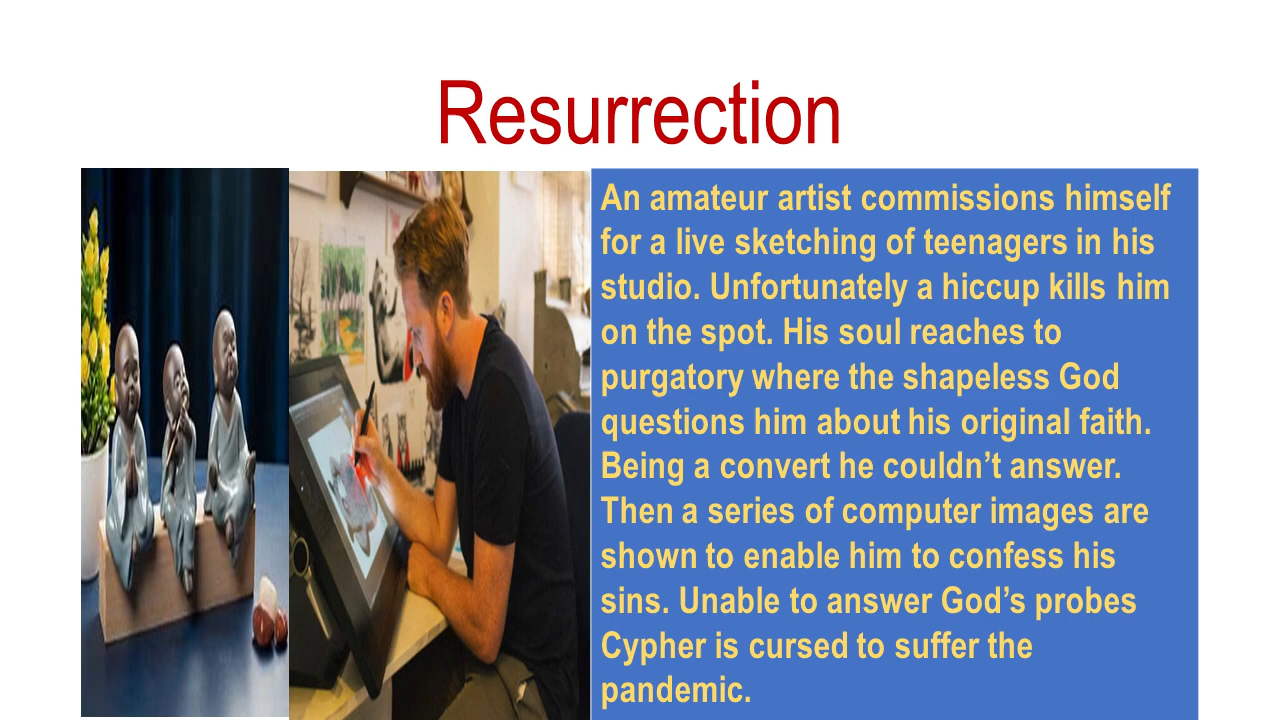 Resurrection
An amateur artist commissions himself
for a live sketching of teenagers in his
studio. Unfortunately a hiccup kills him
on the spot. His soul reaches to
purgatory where the shapeless God
questions him about his original faith.
Being a convert he couldn’t answer.
Then a series of computer images are
shown to enable him to confess his
sins. Unable to answer God’s probes
Cypher is cursed to suffer the
pandemic.